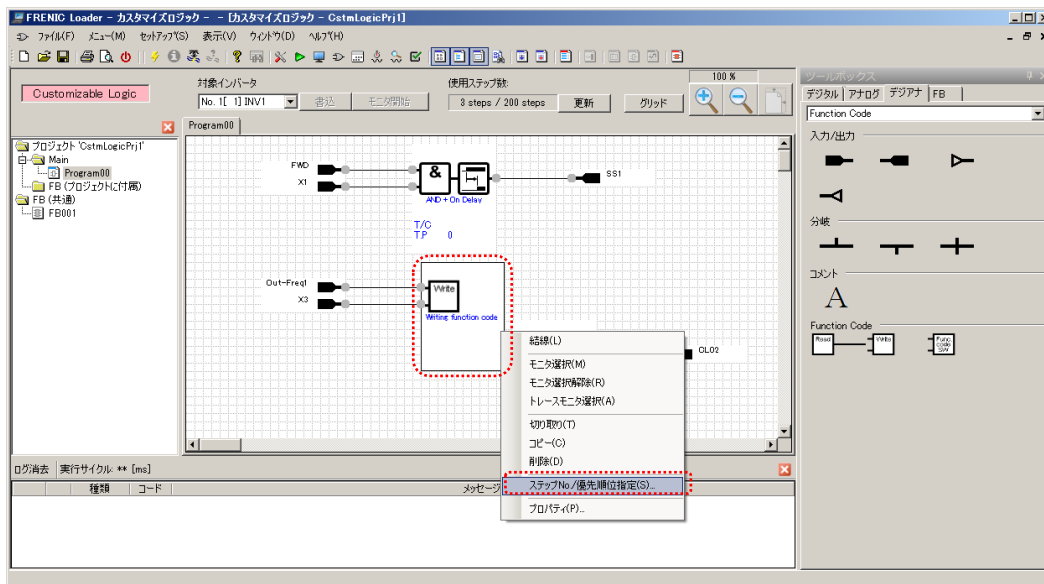 FRENIC Loader - カスタマイズロジック - - [カスタマイズロジック - CstmLogicPrj1]
ファイル(F) メニュー(M) セットアップ(S) 表示(V) ウィンドウ(D) ヘルプ(H)
Customizable Logic
対象インバータ
No. 1[ 1] INV1
書込
モニタ開始
使用ステップ数:
3 steps / 200 steps
更新
グリッド
100 %
Program00
プロジェクト 'CstmLogicPrj1'
Main
Program00
FB (プロジェクトに付属)
FB (共通)
FB001
FWD
X1
&
AND + On Delay
SS1
T/C
T.P 0
Out-Freq1
X3
Write
Writing function code
CLO2
結線(L)
モニタ選択(M)
モニタ選択解除(R)
トレースモニタ選択(A)
切り取り(T)
コピー(C)
削除(D)
ステップNo./優先順位指定(S)...
プロパティ(P)...
ツールボックス
デジタル アナログ デジアナ FB
Function Code
入力/出力
分岐
コメント
A
Function Code
Read
Write
Func. code SW
ログ消去 実行サイクル: ** [ms]
種類 コード メッセージ